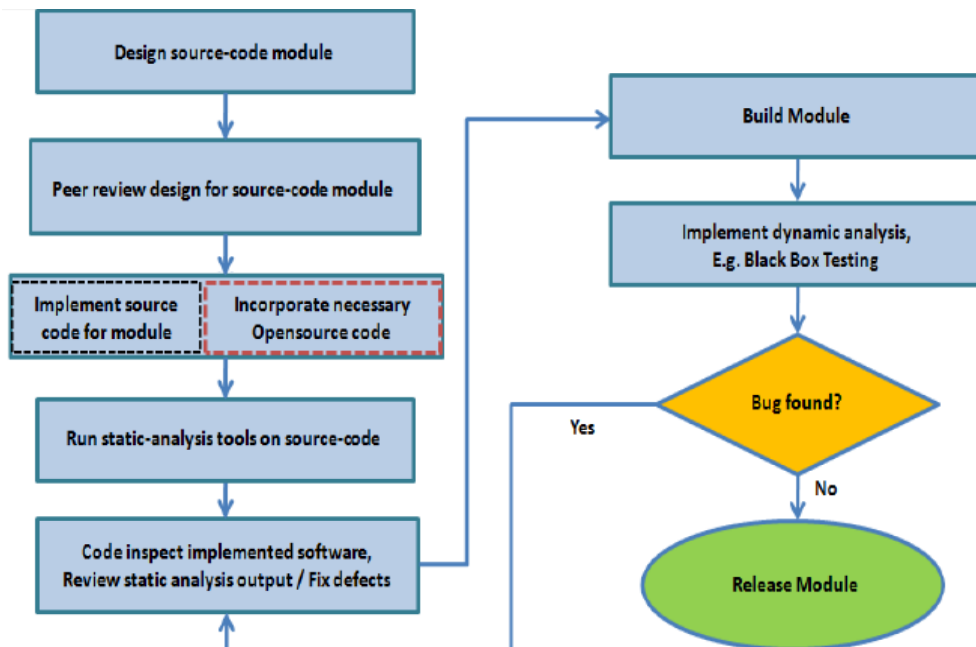 Design source-code module
Peer review design for source-code module
Implement source
code for module
Incorporate necessary
Opensource code
Run static-analysis tools on source-code
Code inspect implemented software,
Review static analysis output / Fix defects
Build Module
Implement dynamic analysis,
E.g. Black Box Testing
Bug found?
Yes
No
Release Module